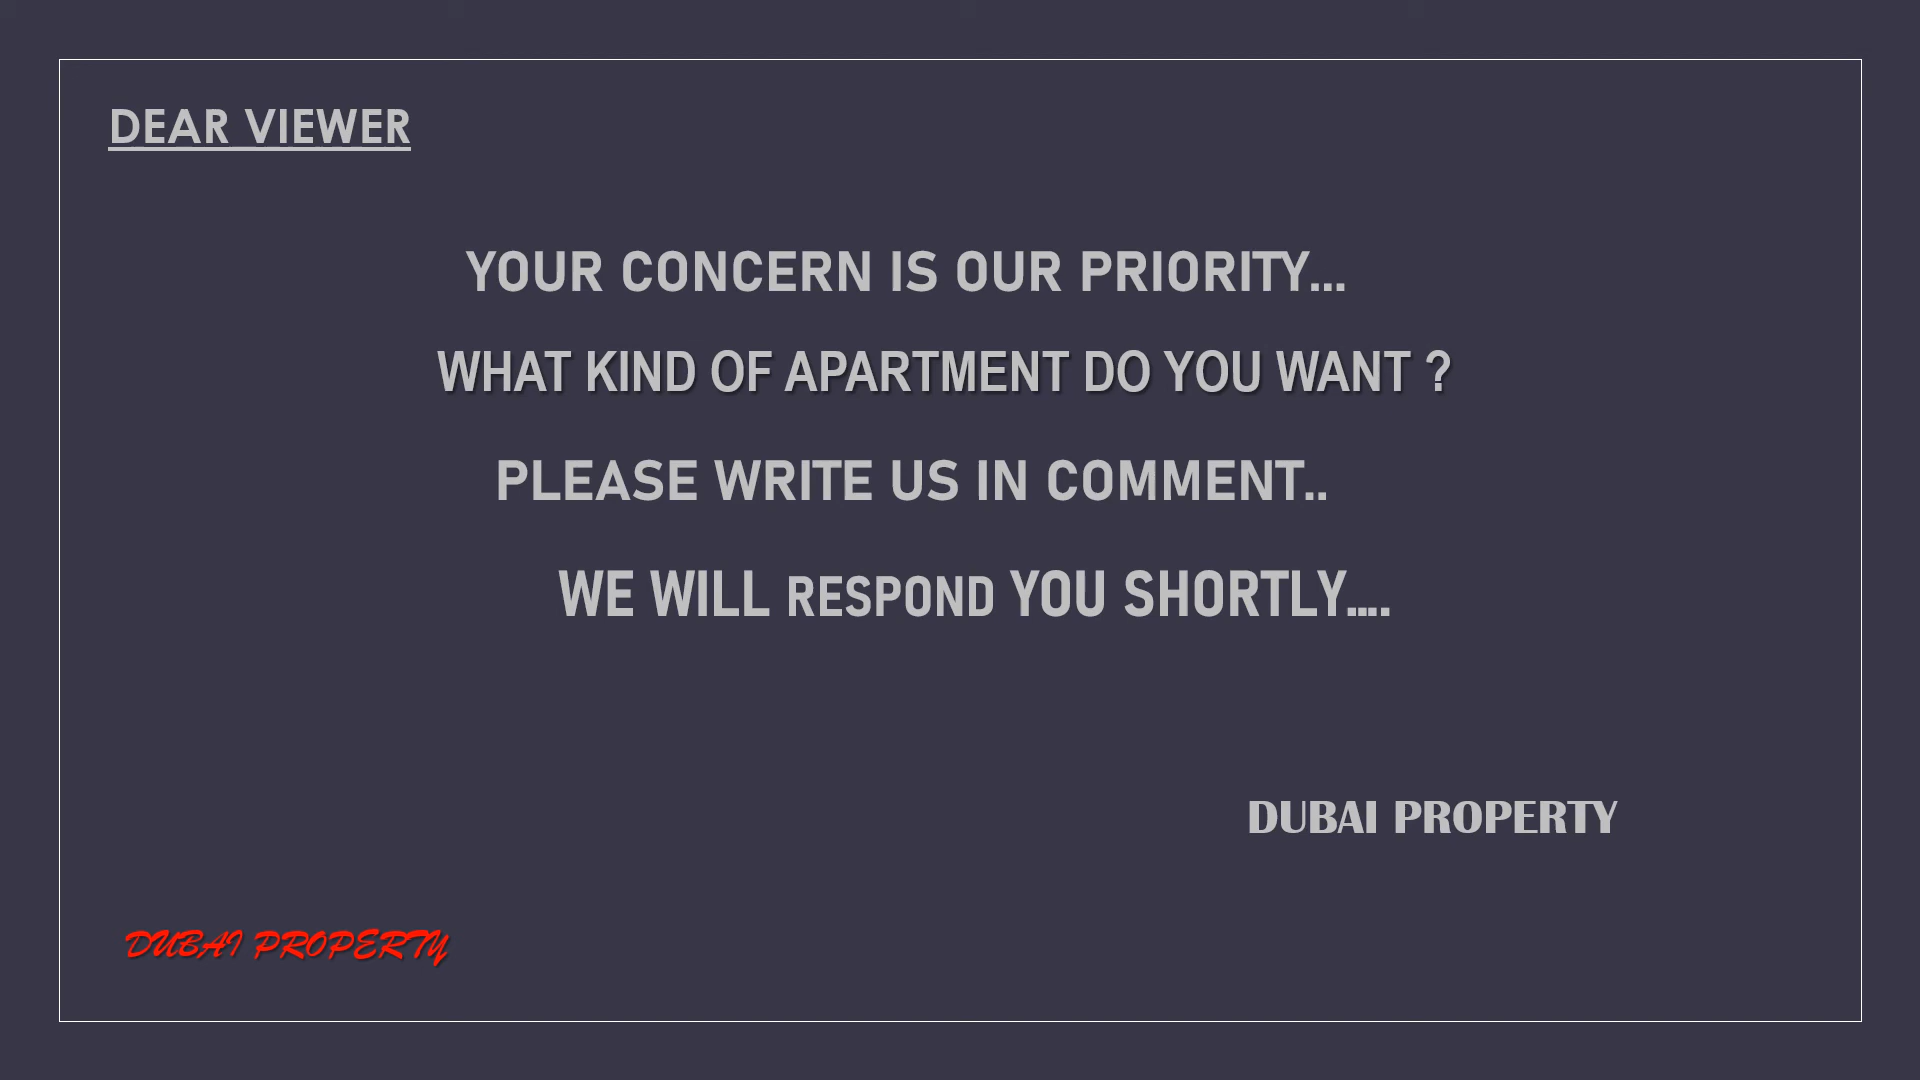 DEAR VIEWER
YOUR CONCERN IS OUR PRIORITY...
WHAT KIND OF APARTMENT DO YOU WANT ?
PLEASE WRITE US IN COMMENT..
WE WILL RESPOND YOU SHORTLY....
DUBAI PROPERTY
DUBAI PROPERTY